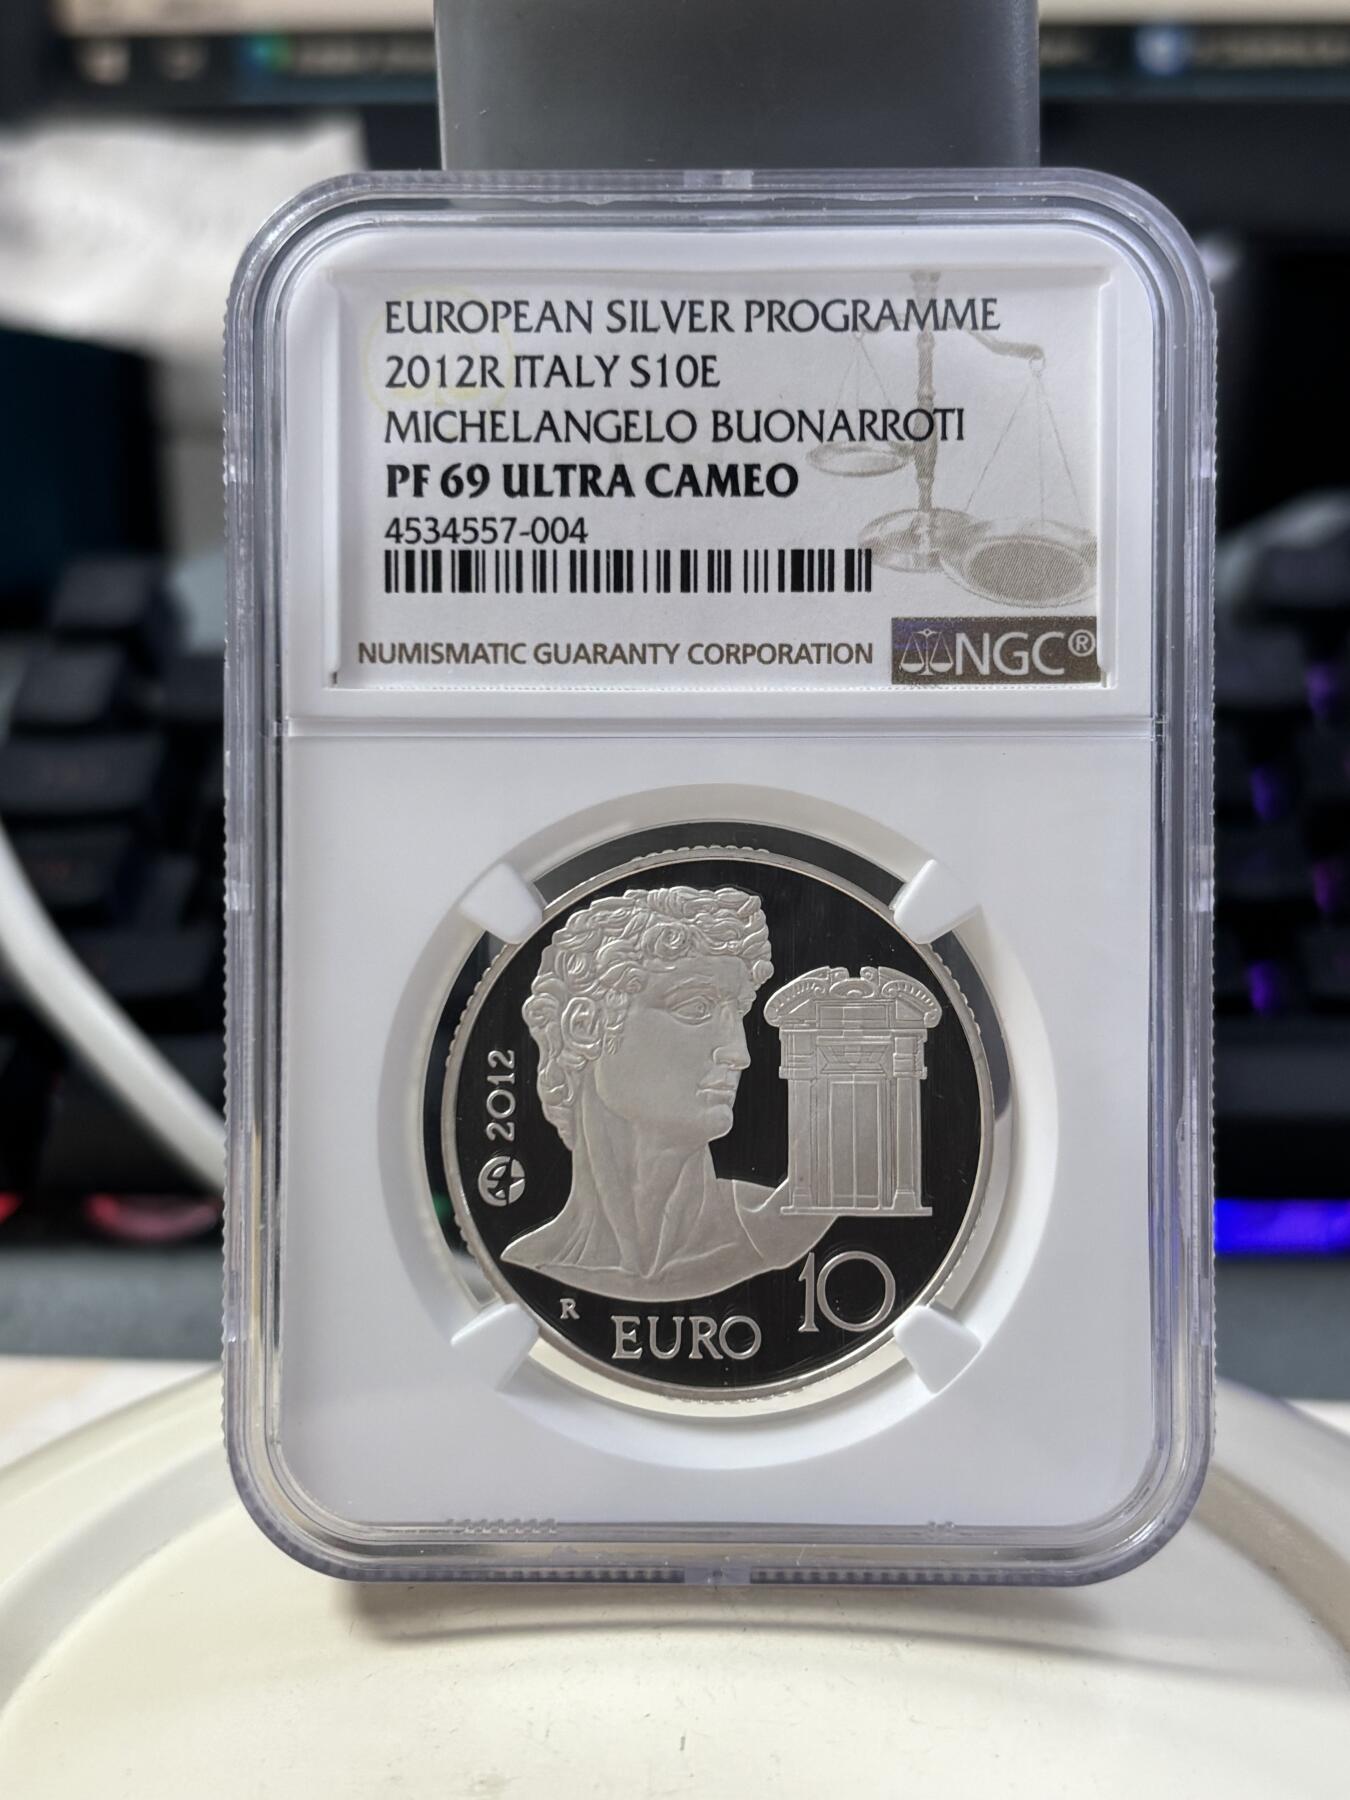 EUROPEAN SILVER PROGRAMME
2012R ITALY S10E
MICHELANGELO BUONARROTI
PF 69 ULTRA CAMEO
4534557-004
NUMISMATIC GUARANTY CORPORATION
NGC®
2012
R
EURO
10